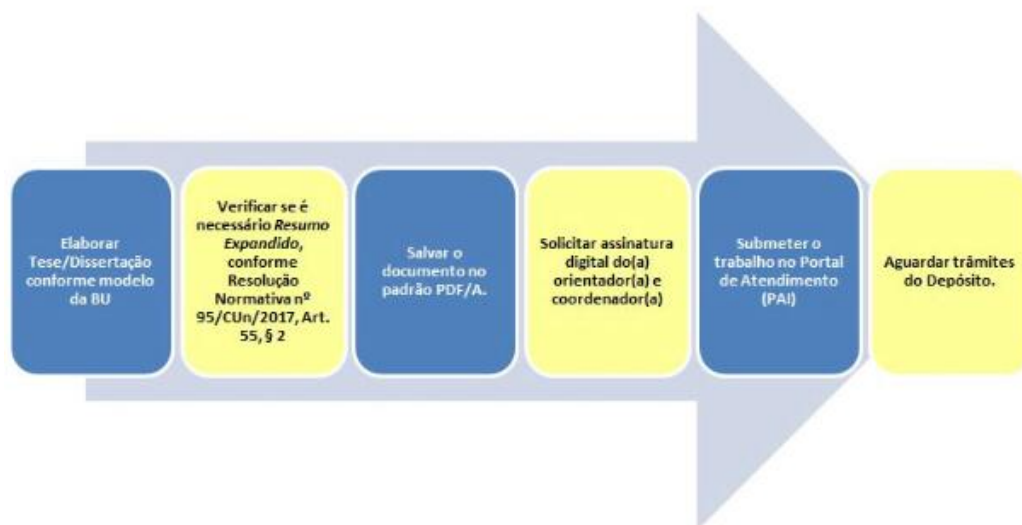 Elaborar
Tese/Dissertação
conforme modelo
da BU
Verificar se é
necessário Resumo
Expandido,
conforme
Resolução
Normativa nº
95/CUn/2017, Art.
55, § 2
Salvar o
documento no
padrão PDF/A.
Solicitar assinatura
digital do(a)
orientador(a) e
coordenador(a)
Submeter o
trabalho no Portal
de Atendimento
(PAI)
Aguardar trâmites
do Depósito.